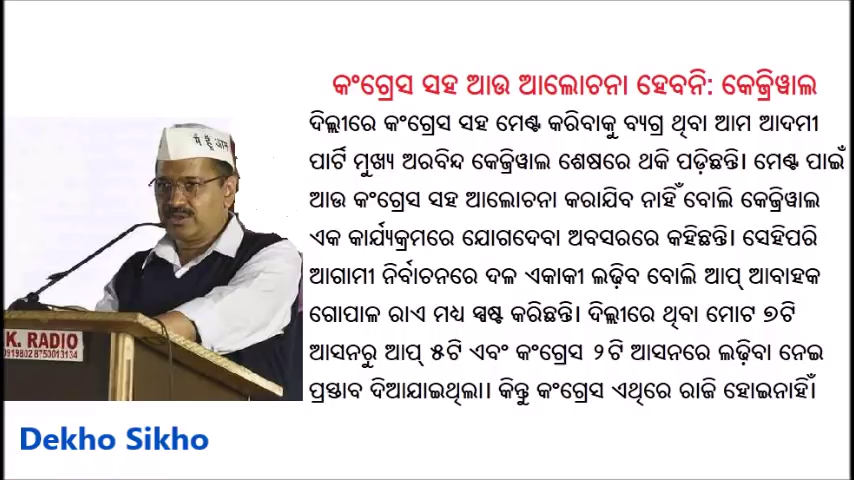 କଂଗ୍ରେସ ସହ ଆଉ ଆଲୋଚନା ହେବନି: କେଜ୍ରିୱାଲ
ଦିଲ୍ଲୀରେ କଂଗ୍ରେସ ସହ ମେଣ୍ଟ କରିବାକୁ ବ୍ୟଗ୍ର ଥିବା ଆମ ଆଦମୀ
ପାର୍ଟି ମୁଖ୍ୟ ଅରବିନ୍ଦ କେଜ୍ରିୱାଲ ଶେଷରେ ଥକି ପଡ଼ିଛନ୍ତି। ମେଣ୍ଟ ପାଇଁ
ଆଉ କଂଗ୍ରେସ ସହ ଆଲୋଚନା କରାଯିବ ନାହିଁ ବୋଲି କେଜ୍ରିୱାଲ
ଏକ କାର୍ଯ୍ୟକ୍ରମରେ ଯୋଗଦେବା ଅବସରରେ କହିଛନ୍ତି। ସେହିପରି
ଆଗାମୀ ନିର୍ବାଚନରେ ଦଳ ଏକାକୀ ଲଢ଼ିବ ବୋଲି ଆପ୍ ଆବାହକ
ଗୋପାଳ ରାଏ ମଧ୍ୟ ସ୍ପଷ୍ଟ କରିଛନ୍ତି। ଦିଲ୍ଲୀରେ ଥିବା ମୋଟ ୭ଟି
ଆସନରୁ ଆପ୍ ୫ଟି ଏବଂ କଂଗ୍ରେସ ୨ଟି ଆସନରେ ଲଢ଼ିବା ନେଇ
ପ୍ରସ୍ତାବ ଦିଆଯାଇଥିଲା। କିନ୍ତୁ କଂଗ୍ରେସ ଏଥିରେ ରାଜି ହୋଇନାହିଁ।
मैं हूँ आम
K. RADIO
8750013134
Dekho Sikho